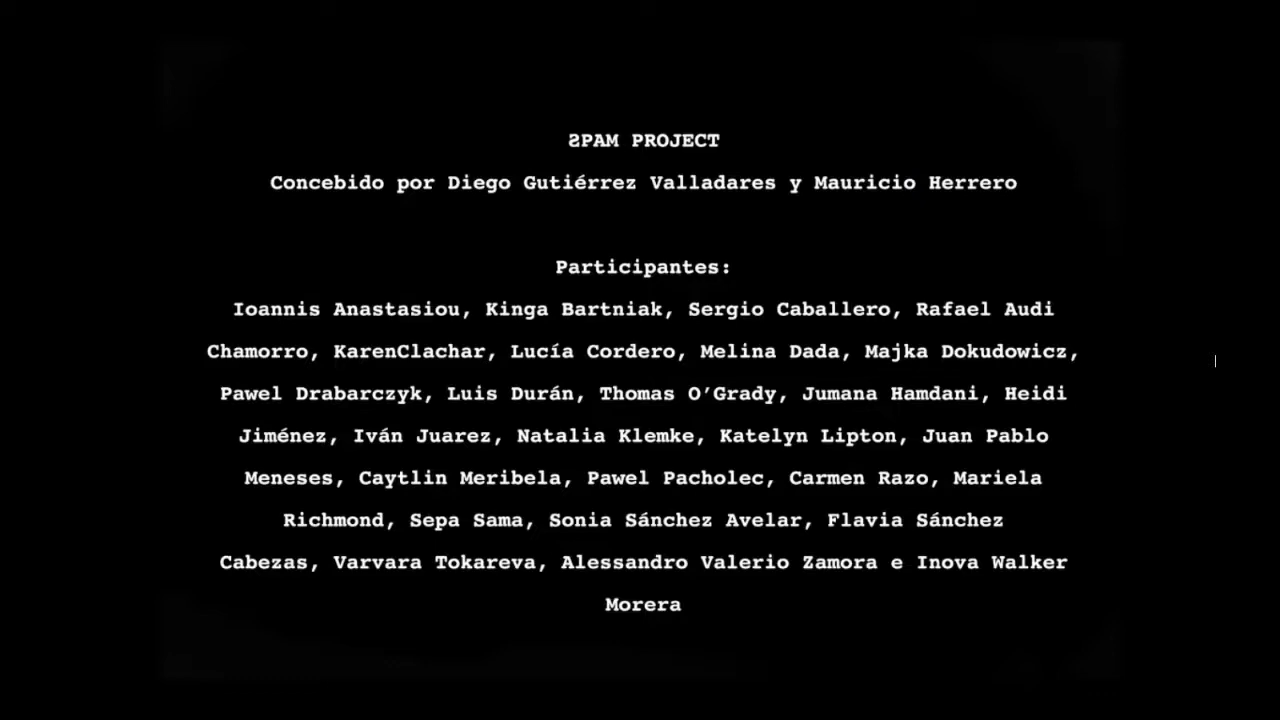 ƧPAM PROJECT
Concebido por Diego Gutiérrez Valladares y Mauricio Herrero
Participantes:
Ioannis Anastasiou, Kinga Bartniak, Sergio Caballero, Rafael Audi
Chamorro, KarenClachar, Lucía Cordero, Melina Dada, Majka Dokudowicz,
Pawel Drabarczyk, Luis Durán, Thomas O’Grady, Jumana Hamdani, Heidi
Jiménez, Iván Juarez, Natalia Klemke, Katelyn Lipton, Juan Pablo
Meneses, Caytlin Meribela, Pawel Pacholec, Carmen Razo, Mariela
Richmond, Sepa Sama, Sonia Sánchez Avelar, Flavia Sánchez
Cabezas, Varvara Tokareva, Alessandro Valerio Zamora e Inova Walker
Morera